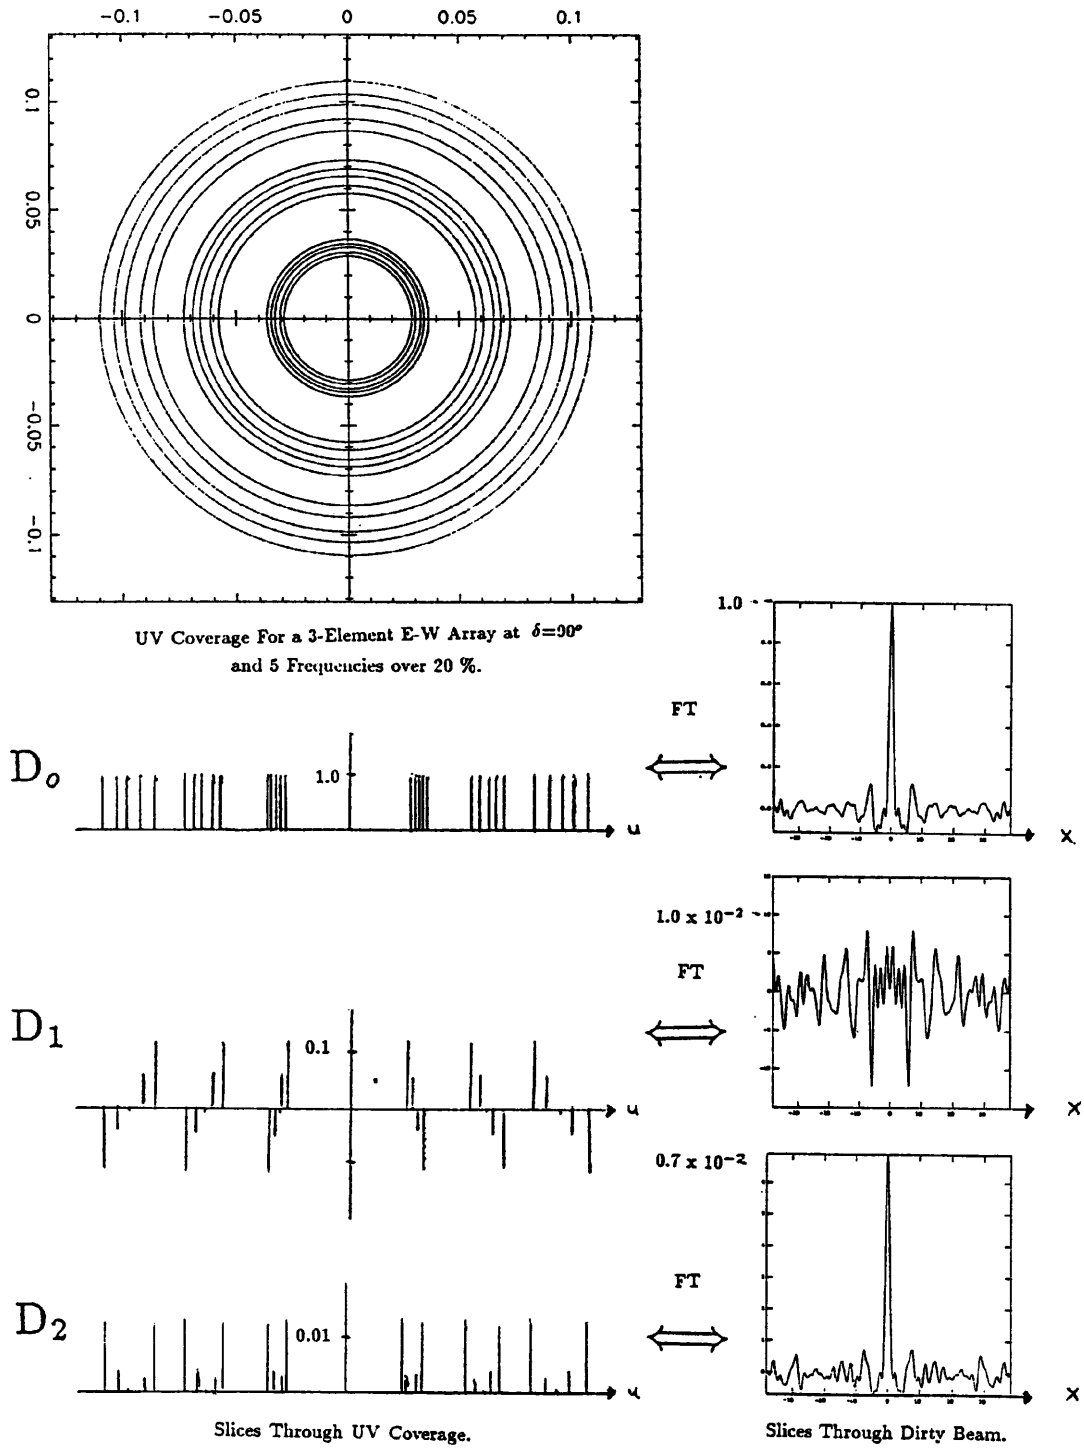 −0.1 −0.05 0 0.05 0.1
0.1
0.05
0
−0.05
−0.1
UV Coverage For a 3-Element E-W Array at δ=90°
and 5 Frequencies over 20 %.
D₀
1.0
u
FT
1.0
x
D₁
0.1
u
1.0 x 10⁻²
FT
x
D₂
0.01
u
0.7 x 10⁻²
FT
x
Slices Through UV Coverage.
Slices Through Dirty Beam.